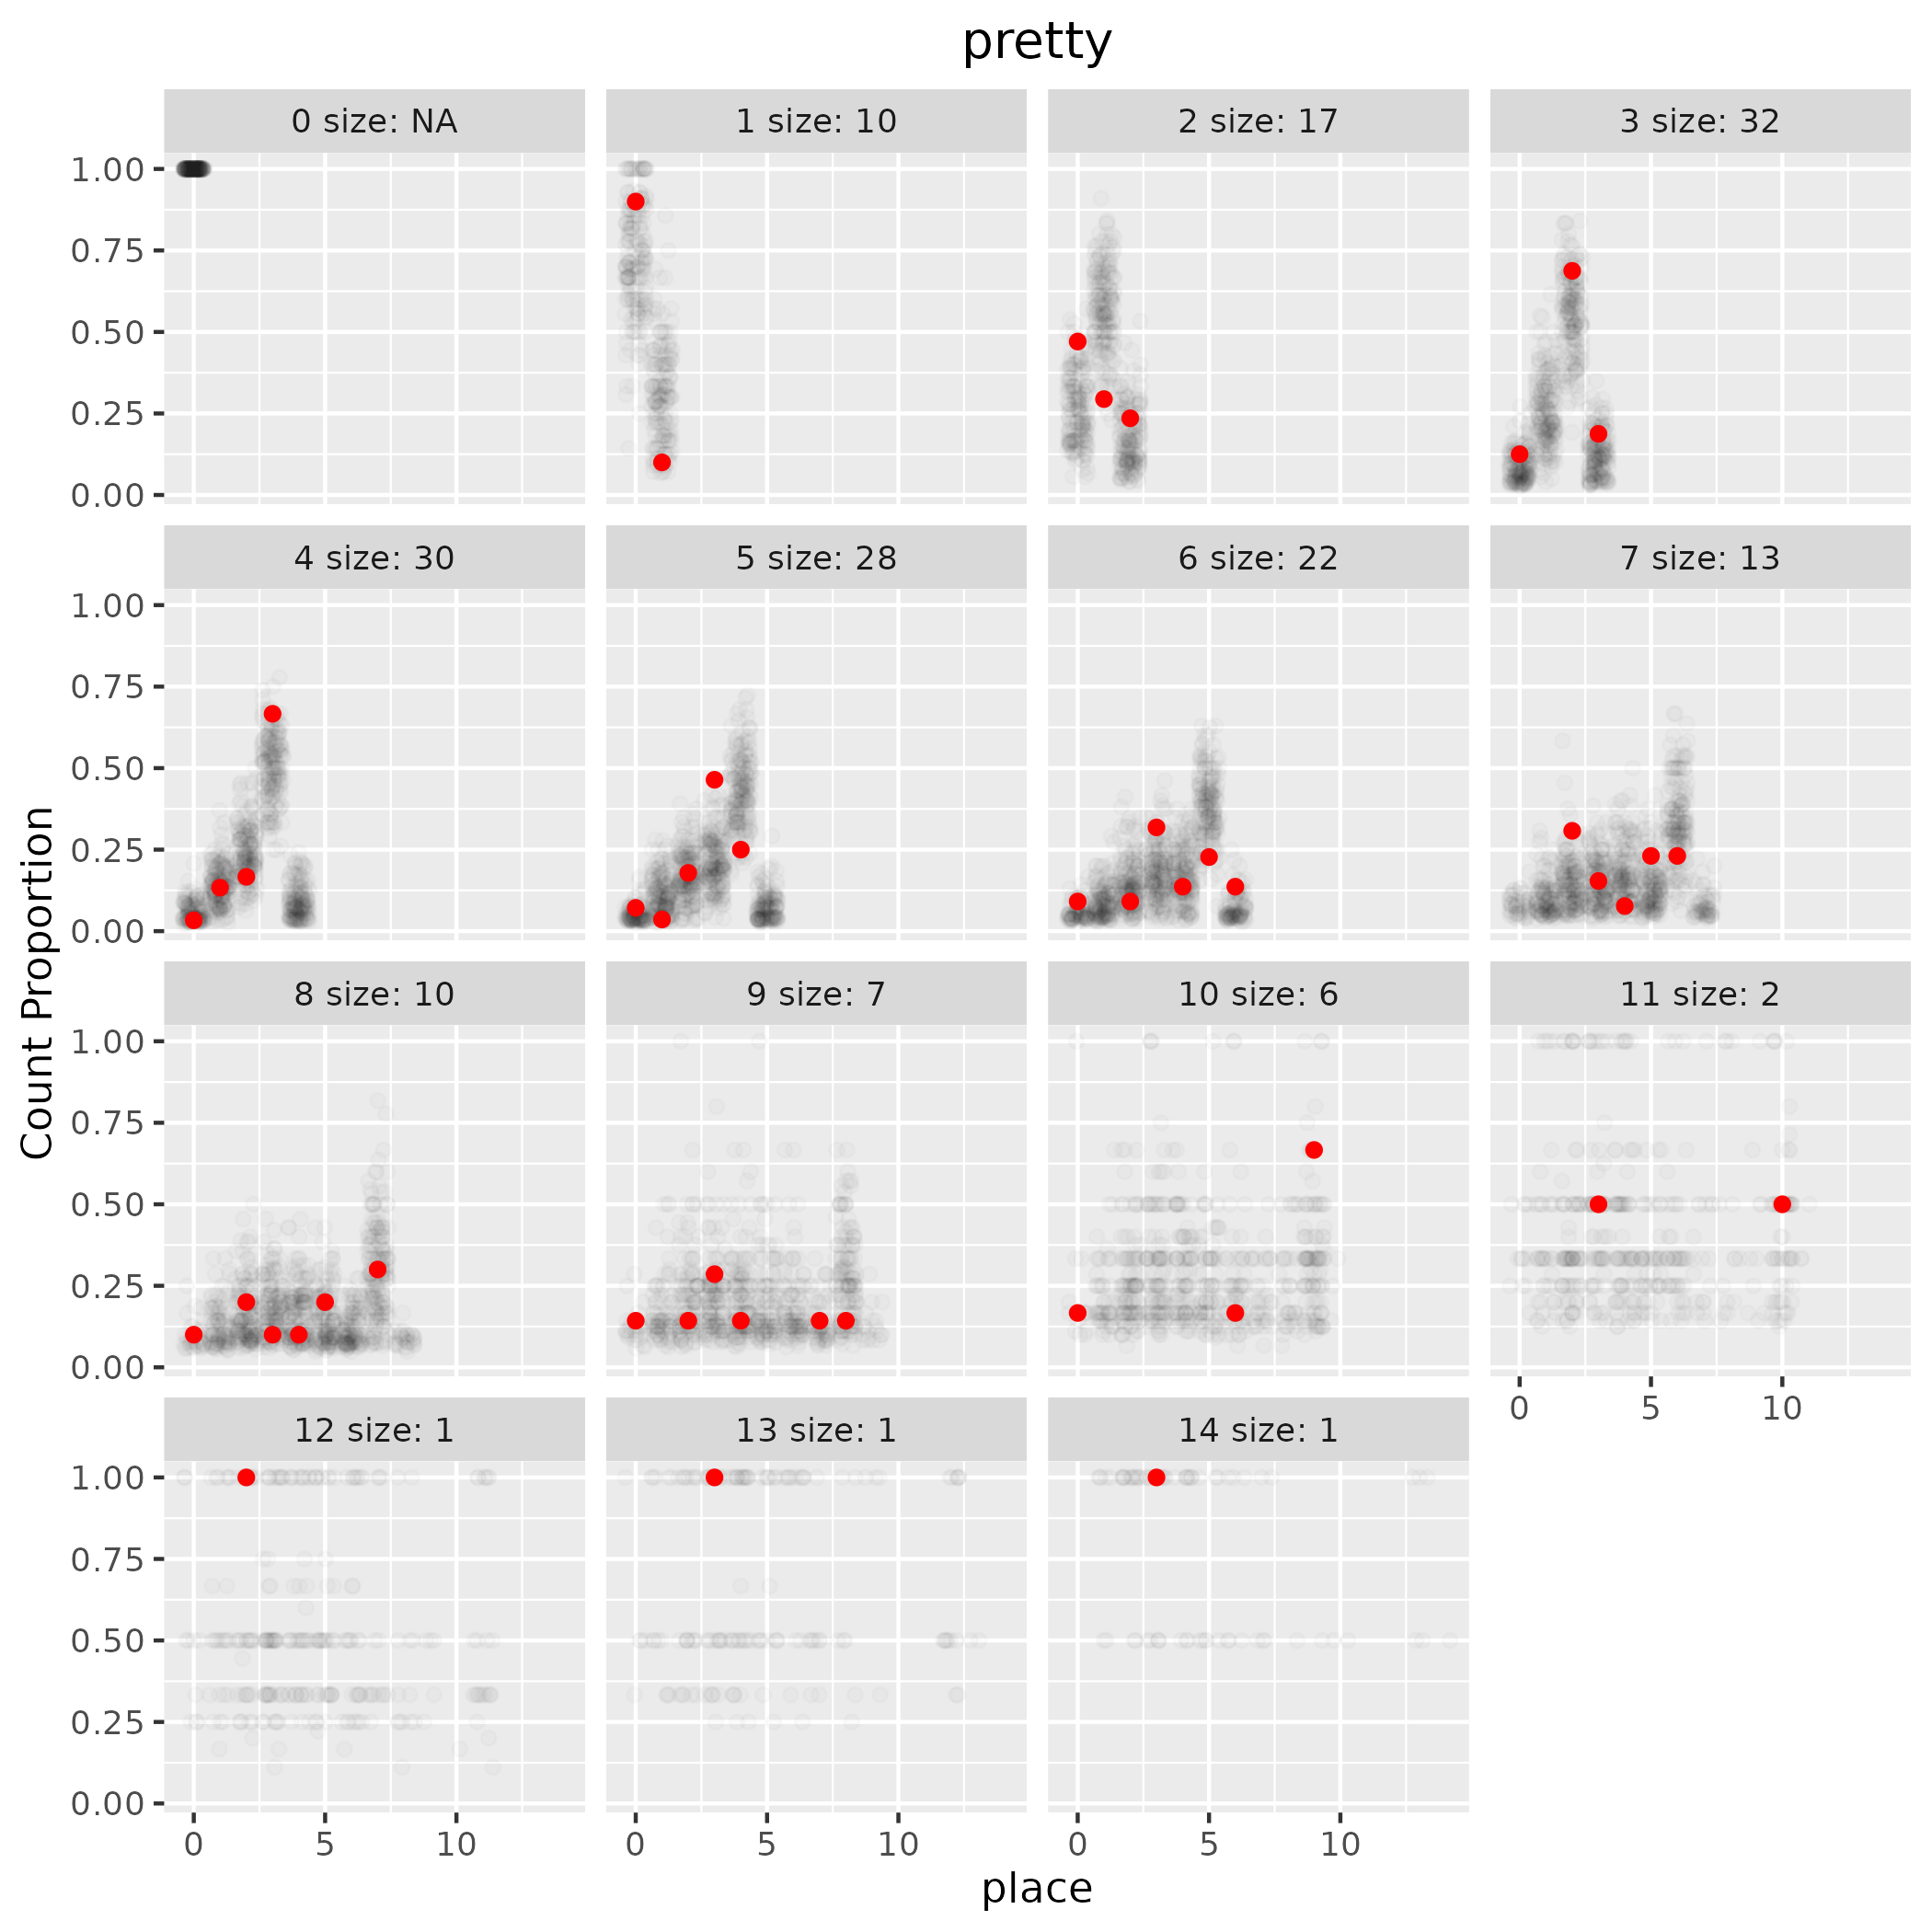 pretty
0 size: NA
1 size: 10
2 size: 17
3 size: 32
1.00
0.75
0.50
0.25
0.00
4 size: 30
5 size: 28
6 size: 22
7 size: 13
1.00
0.75
0.50
0.25
0.00
Count Proportion
8 size: 10
9 size: 7
10 size: 6
11 size: 2
1.00
0.75
0.50
0.25
0.00
0 5 10
12 size: 1
13 size: 1
14 size: 1
1.00
0.75
0.50
0.25
0.00
0 5 10
0 5 10
0 5 10
place